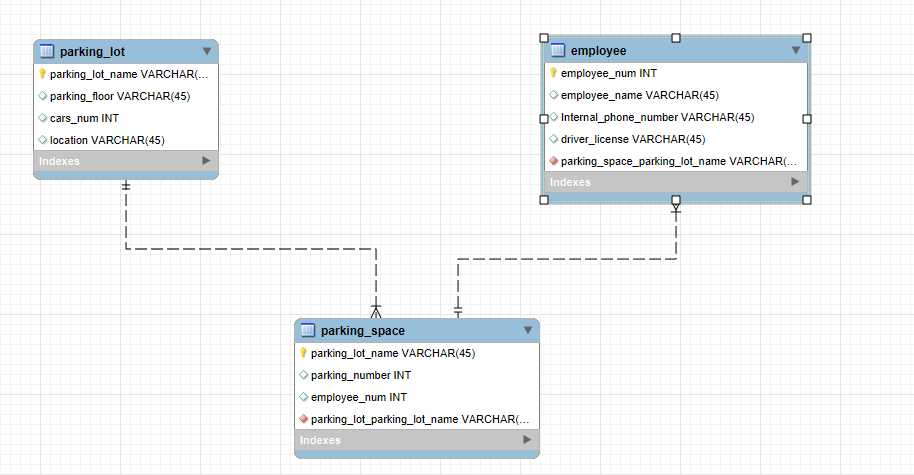 parking_lot
parking_lot_name VARCHAR(...
parking_floor VARCHAR(45)
cars_num INT
location VARCHAR(45)
Indexes
employee
employee_num INT
employee_name VARCHAR(45)
Internal_phone_number VARCHAR(45)
driver_license VARCHAR(45)
parking_space_parking_lot_name VARCHAR(...
Indexes
parking_space
parking_lot_name VARCHAR(45)
parking_number INT
employee_num INT
parking_lot_parking_lot_name VARCHAR(...
Indexes